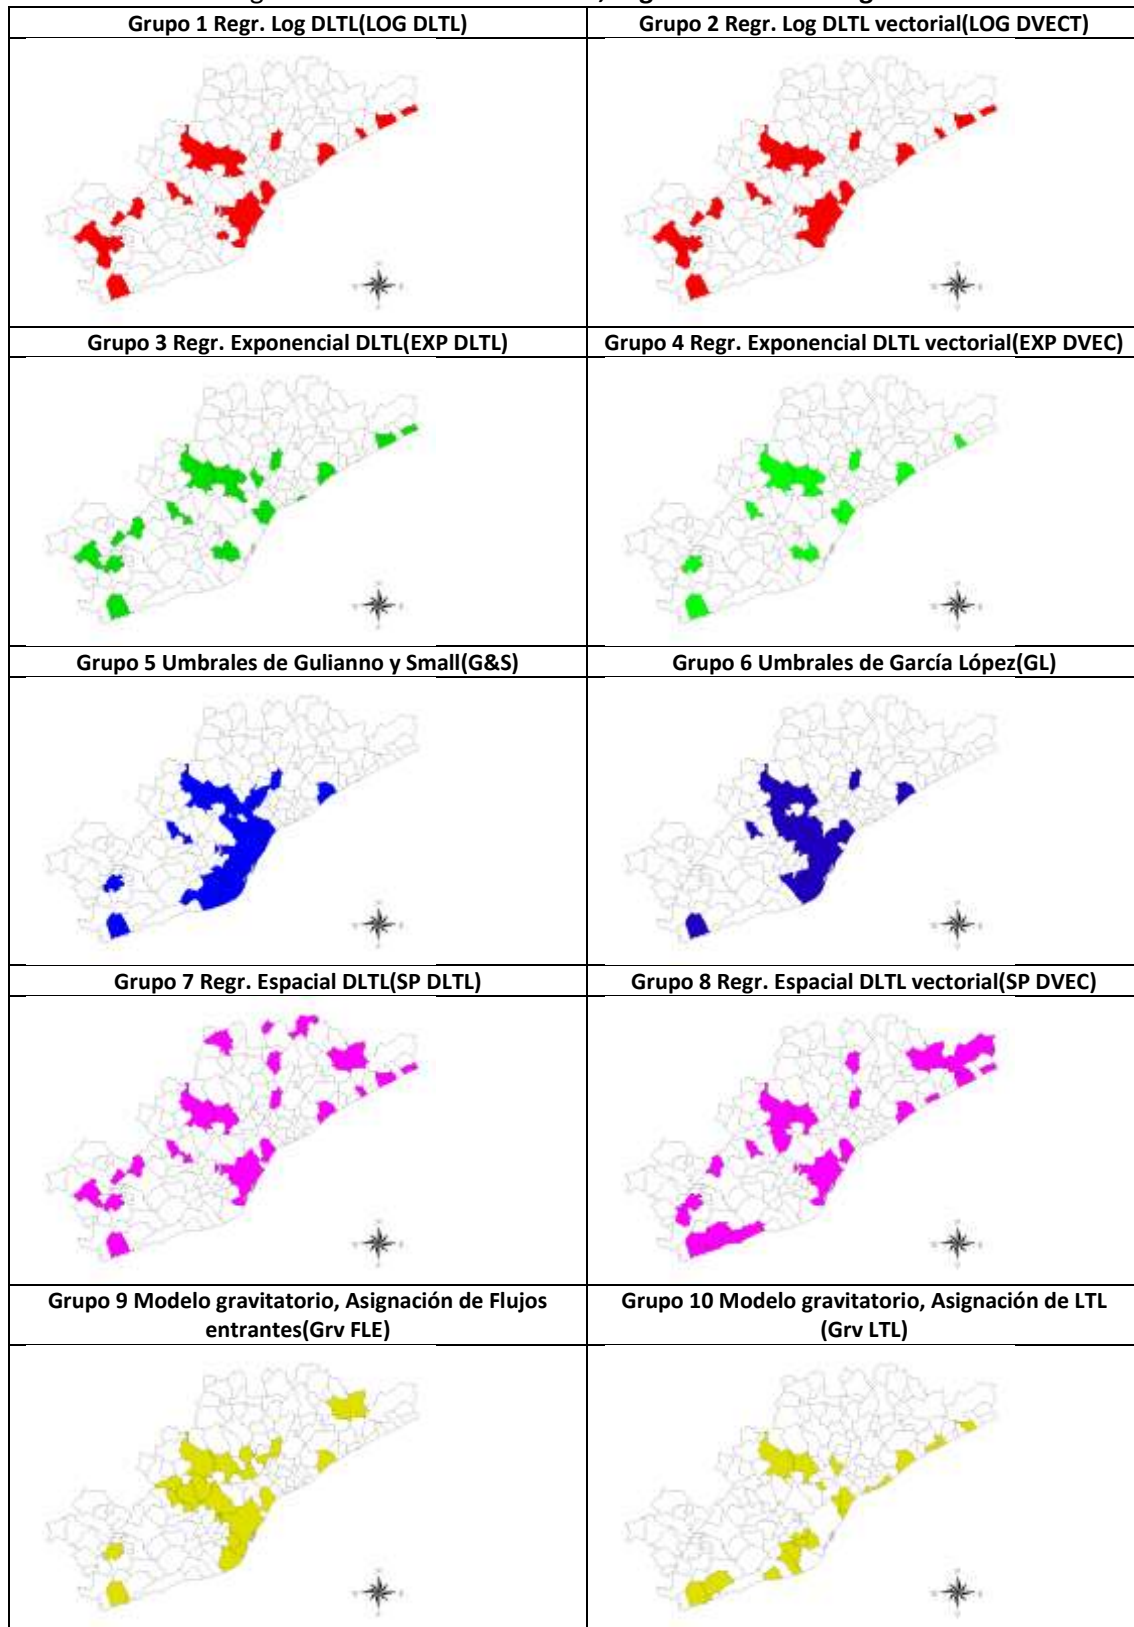 Grupo 1 Regr. Log DLTL(LOG DLTL)
Grupo 2 Regr. Log DLTL vectorial(LOG DVECT)
Grupo 3 Regr. Exponencial DLTL(EXP DLTL)
Grupo 4 Regr. Exponencial DLTL vectorial(EXP DVEC)
Grupo 5 Umbrales de Gulianno y Small(G&S)
Grupo 6 Umbrales de García López(GL)
Grupo 7 Regr. Espacial DLTL(SP DLTL)
Grupo 8 Regr. Espacial DLTL vectorial(SP DVEC)
Grupo 9 Modelo gravitatorio, Asignación de Flujos
entrantes(Grv FLE)
Grupo 10 Modelo gravitatorio, Asignación de LTL
(Grv LTL)